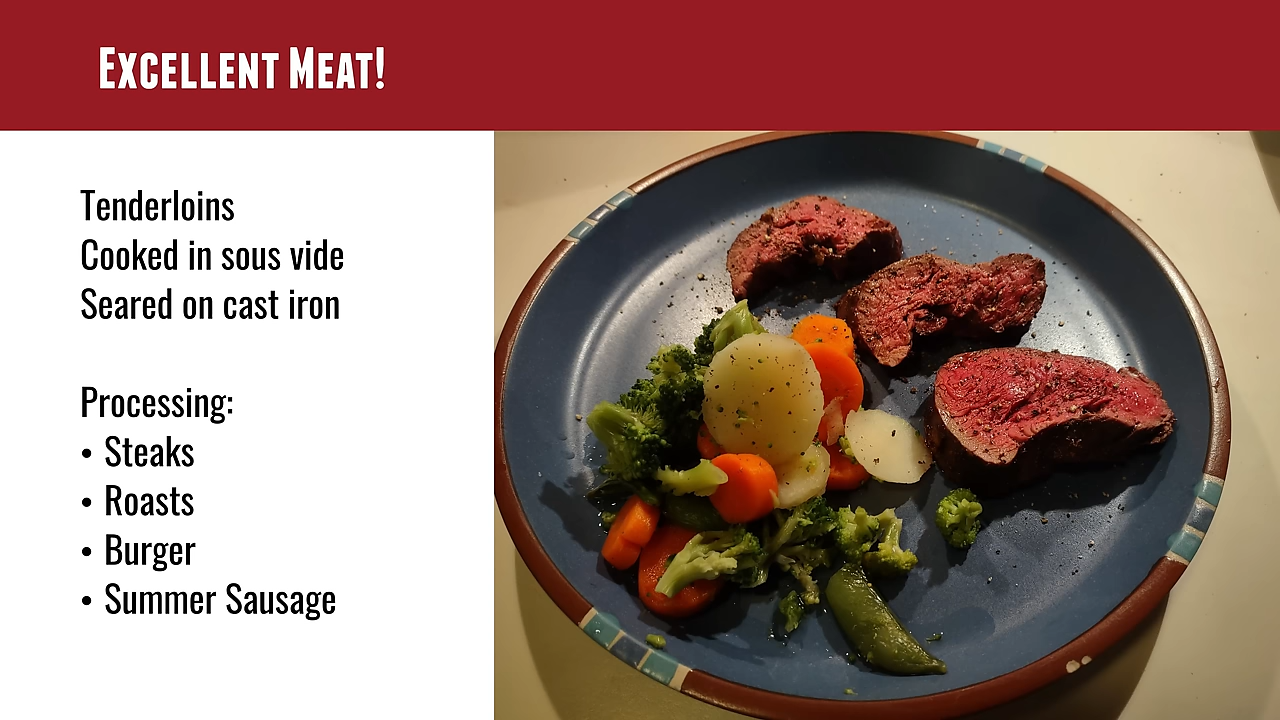 Excellent Meat!
Tenderloins
Cooked in sous vide
Seared on cast iron
Processing:
• Steaks
• Roasts
• Burger
• Summer Sausage